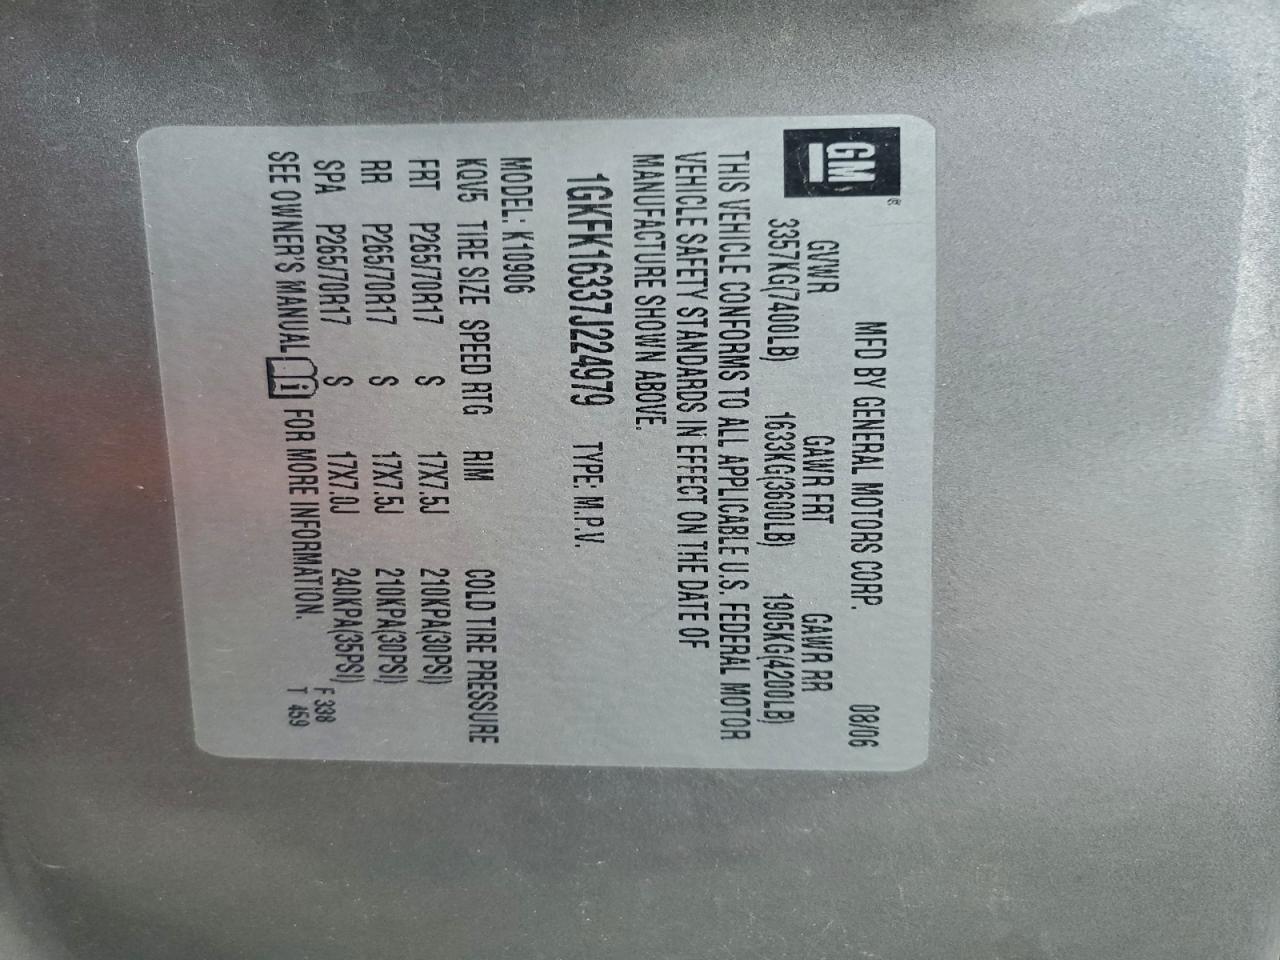 GM®
MFD BY GENERAL MOTORS CORP. 08/06
GVWR GAWR FRT GAWR RR
3357KG(7400LB) 1633KG(3600LB) 1905KG(4200LB)
THIS VEHICLE CONFORMS TO ALL APPLICABLE U.S. FEDERAL MOTOR
VEHICLE SAFETY STANDARDS IN EFFECT ON THE DATE OF
MANUFACTURE SHOWN ABOVE.
1GKFK16337J224979 TYPE: M.P.V.
MODEL: K10906
KQV5 TIRE SIZE SPEED RTG RIM COLD TIRE PRESSURE
FRT P265/70R17 S 17X7.5J 210KPA(30PSI)
RR P265/70R17 S 17X7.5J 210KPA(30PSI)
SPA P265/70R17 S 17X7.0J 240KPA(35PSI)
SEE OWNER'S MANUAL i FOR MORE INFORMATION.
F 338
T 459